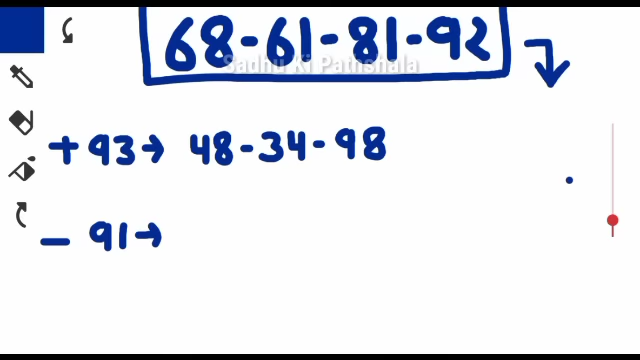 68-61-81-92
Sadhu Ki Pathshala
+ 93→ 48-34-98
- 91→